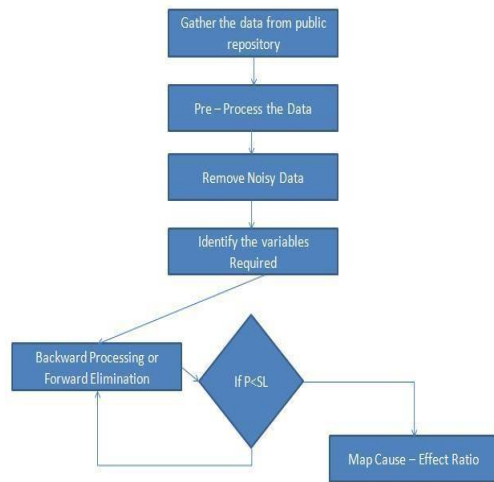 Gather the data from public
repository
Pre – Process the Data
Remove Noisy Data
Identify the variables
Required
Backward Processing or
Forward Elimination
If P<SL
Map Cause – Effect Ratio